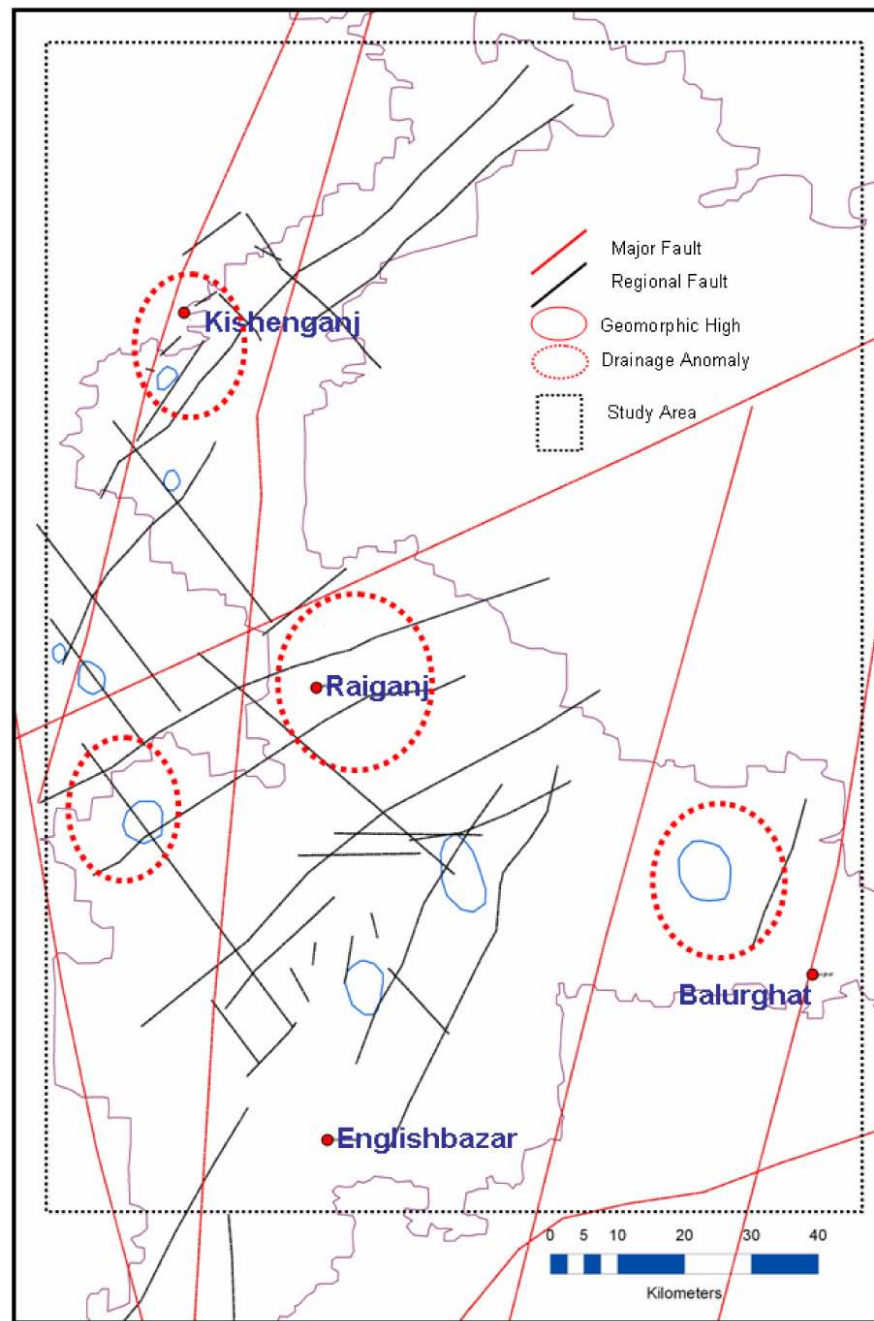 Major Fault
Regional Fault
Kishenganj
Geomorphic High
Drainage Anomaly
Study Area
Raiganj
Balurghat
Englishbazar
0 5 10 20 30 40
Kilometers